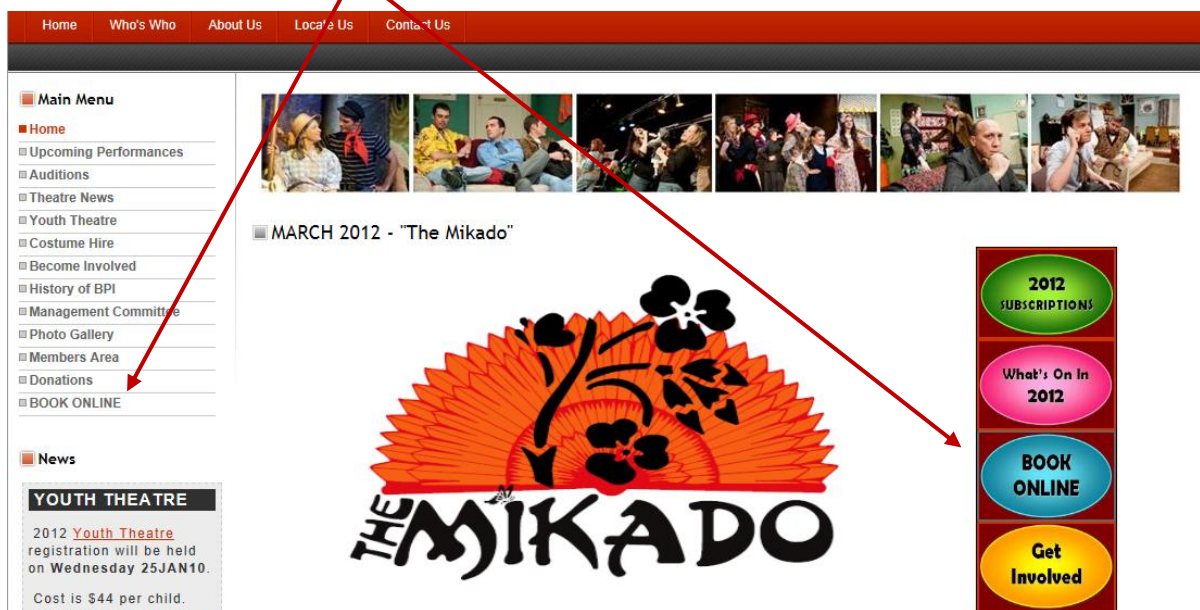 Home Who's Who About Us Locate Us Contact Us
Main Menu
Home
Upcoming Performances
Auditions
Theatre News
Youth Theatre
Costume Hire
Become Involved
History of BPI
Management Committee
Photo Gallery
Members Area
Donations
BOOK ONLINE
News
YOUTH THEATRE
2012 Youth Theatre
registration will be held
on Wednesday 25JAN10.
Cost is $44 per child.
MARCH 2012 - "The Mikado"
THE MIKADO
2012
SUBSCRIPTIONS
What's On In
2012
BOOK
ONLINE
Get
Involved